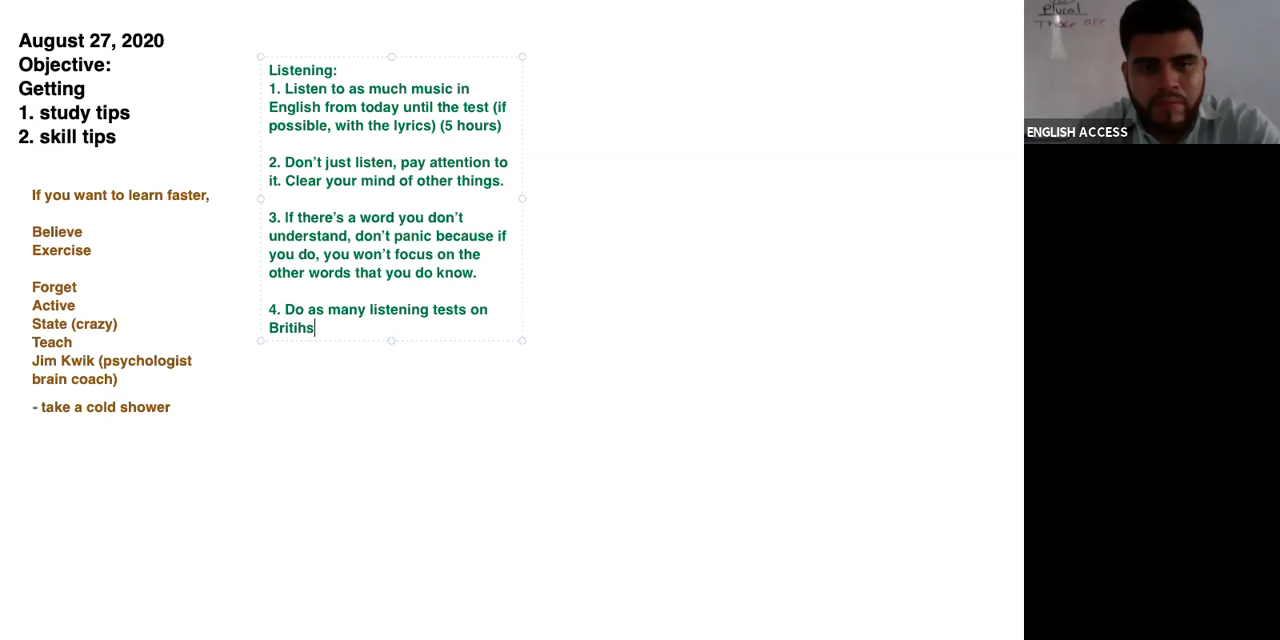 August 27, 2020
Objective:
Getting
1. study tips
2. skill tips
If you want to learn faster,
Believe
Exercise
Forget
Active
State (crazy)
Teach
Jim Kwik (psychologist
brain coach)
- take a cold shower
Listening:
1. Listen to as much music in
English from today until the test (if
possible, with the lyrics) (5 hours)
2. Don't just listen, pay attention to
it. Clear your mind of other things.
3. If there's a word you don't
understand, don't panic because if
you do, you won't focus on the
other words that you do know.
4. Do as many listening tests on
Britihs
Plural
Those are
ENGLISH ACCESS